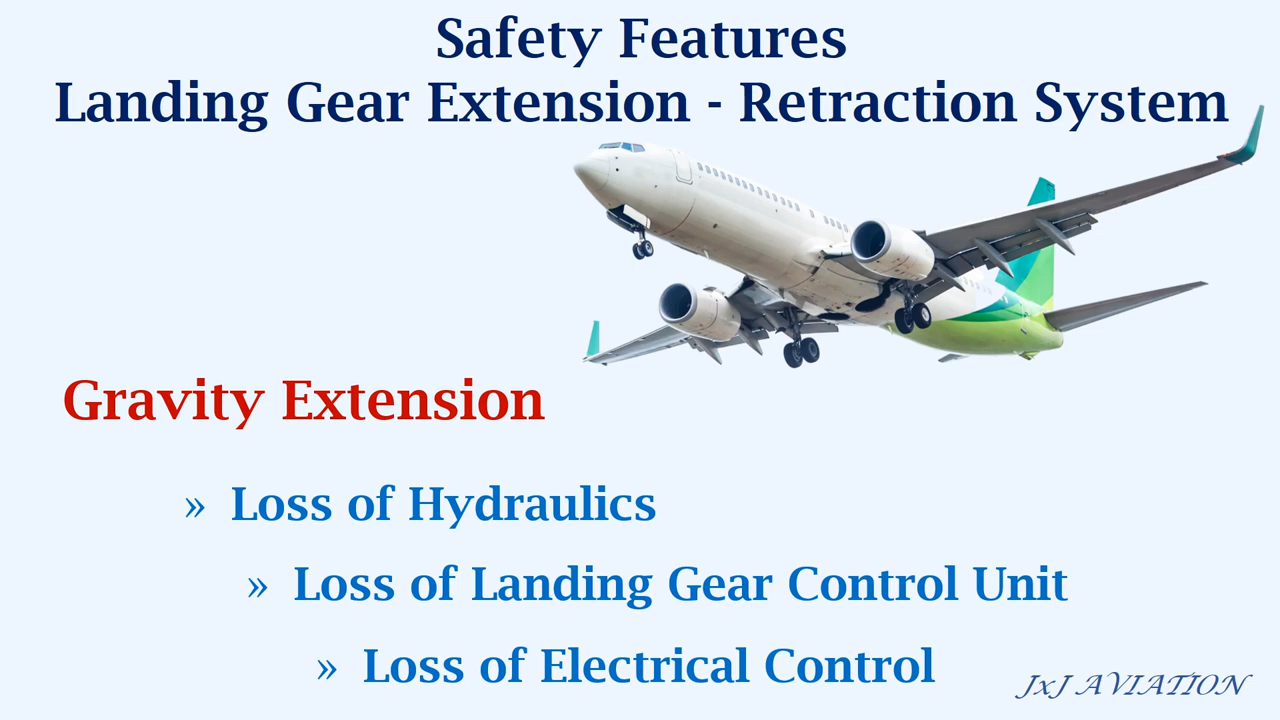 Safety Features
Landing Gear Extension - Retraction System
Gravity Extension
» Loss of Hydraulics
» Loss of Landing Gear Control Unit
» Loss of Electrical Control
JxJ AVIATION